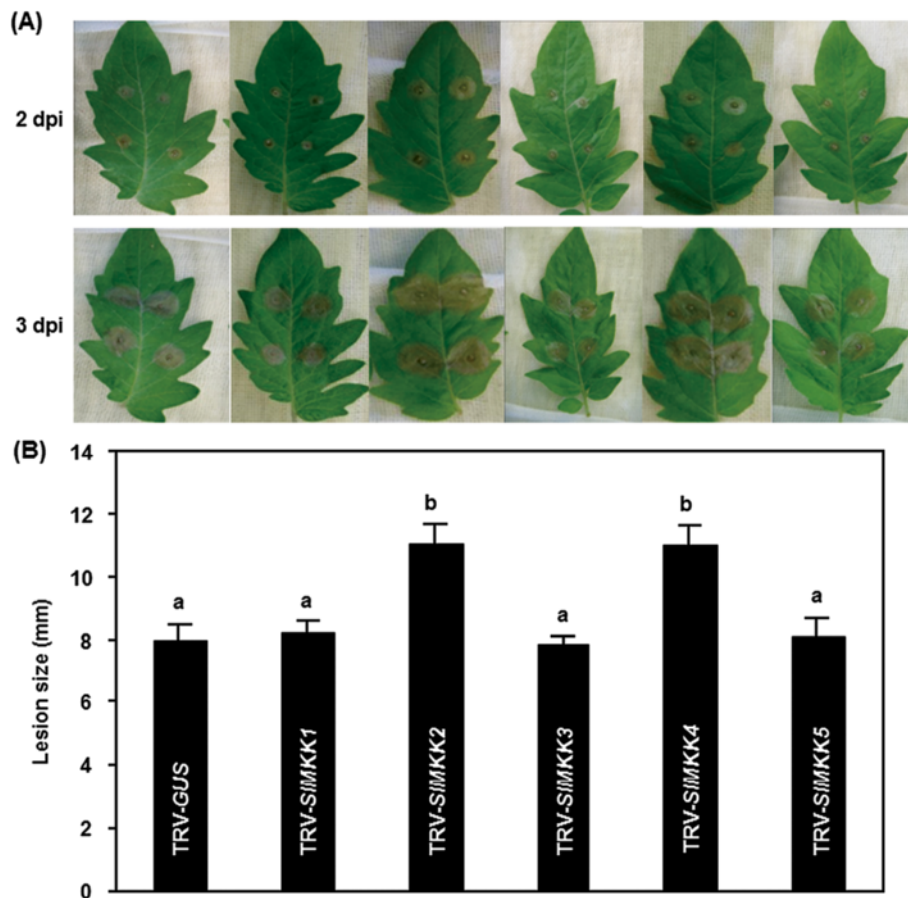 (A)
2 dpi
3 dpi
(B)
14
12
10
8
6
4
2
0
Lesion size (mm)
a
a
b
a
b
a
TRV-GUS
TRV-SlMKK1
TRV-SlMKK2
TRV-SlMKK3
TRV-SlMKK4
TRV-SlMKK5